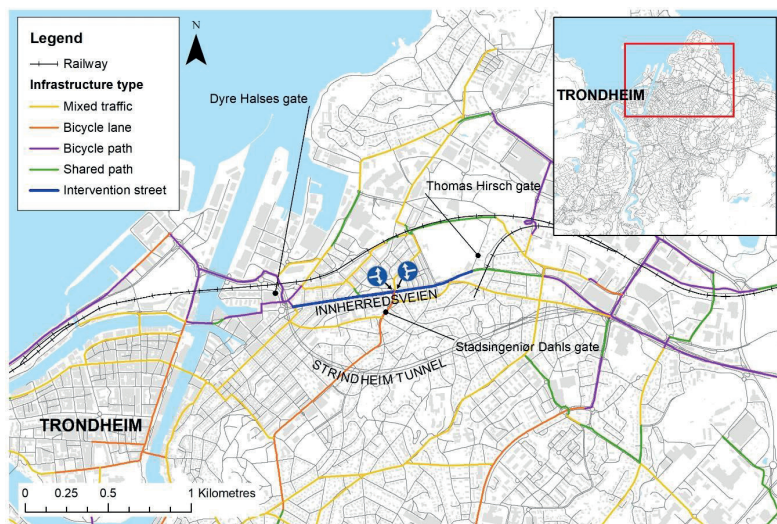 Legend
Railway
Infrastructure type
Mixed traffic
Bicycle lane
Bicycle path
Shared path
Intervention street
N
Dyre Halses gate
TRONDHEIM
Thomas Hirsch gate
INNHERREDSVEIEN
Stadsingeniør Dahls gate
STRINDHEIM TUNNEL
TRONDHEIM
0 0.25 0.5 1 Kilometres